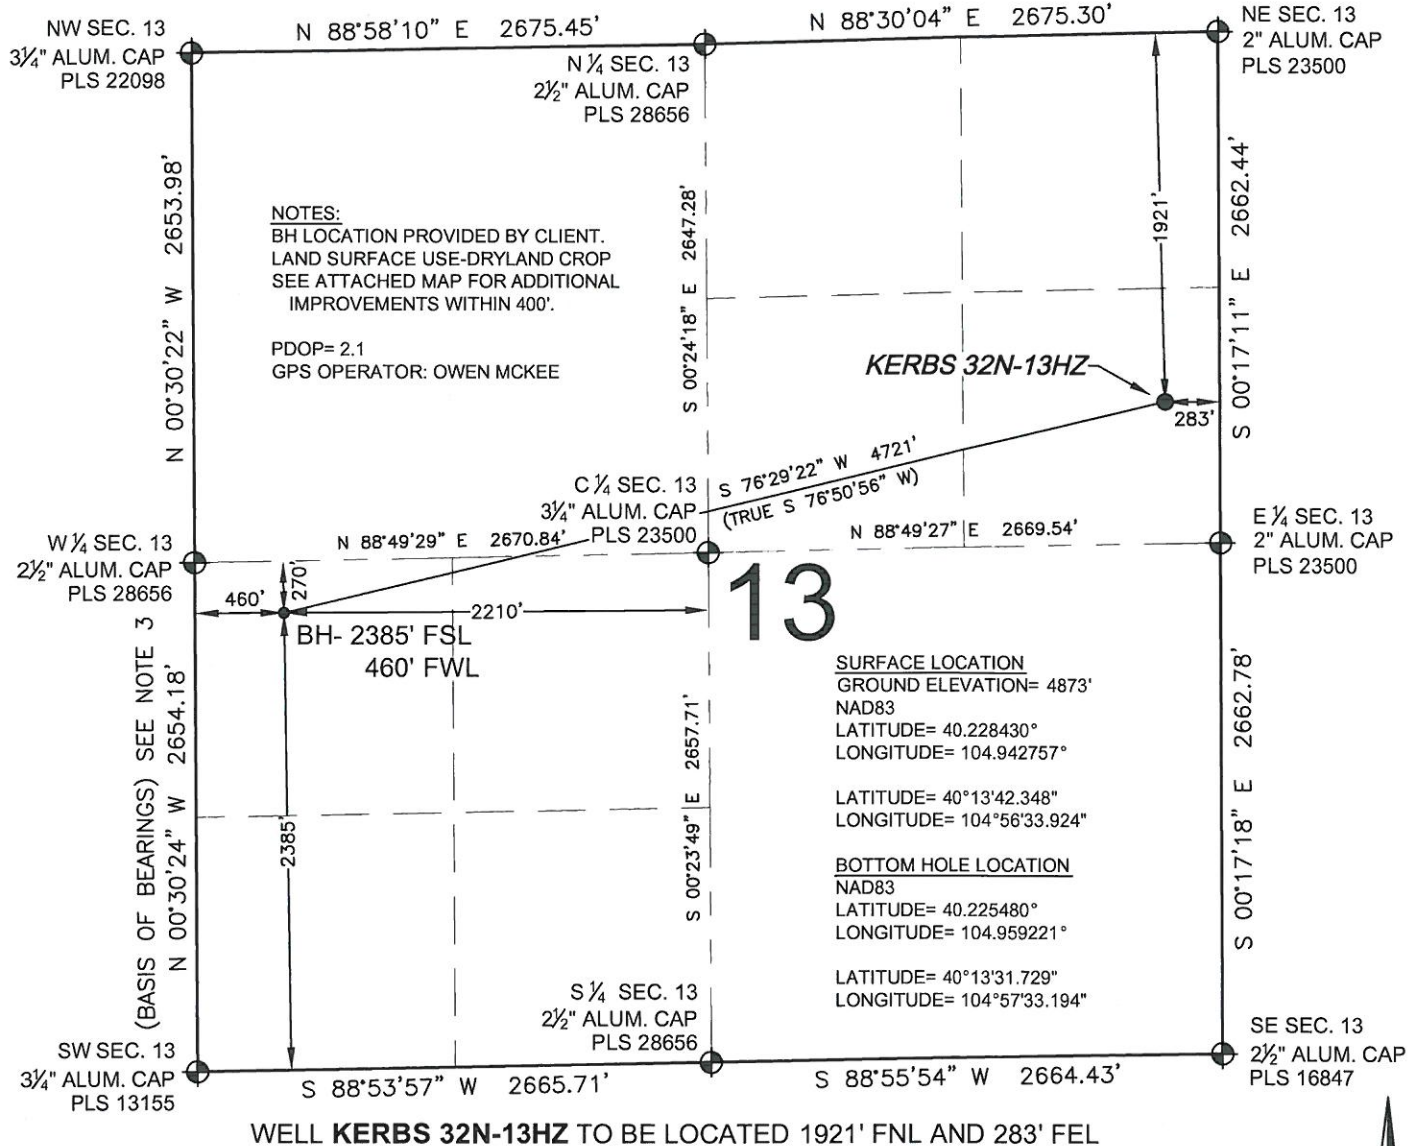 NW SEC. 13
3¼" ALUM. CAP
PLS 22098
N 88°58'10" E 2675.45'
N ¼ SEC. 13
2½" ALUM. CAP
PLS 28656
N 88°30'04" E 2675.30'
NE SEC. 13
2" ALUM. CAP
PLS 23500
N 00°30'22" W 2653.98'
NOTES:
BH LOCATION PROVIDED BY CLIENT.
LAND SURFACE USE-DRYLAND CROP
SEE ATTACHED MAP FOR ADDITIONAL
IMPROVEMENTS WITHIN 400'.
PDOP= 2.1
GPS OPERATOR: OWEN MCKEE
S 00°24'18" E 2647.28'
1921'
S 00°17'11" E 2662.44'
KERBS 32N-13HZ
283'
S 76°29'22" W 4721'
(TRUE S 76°50'56" W)
C ¼ SEC. 13
3¼" ALUM. CAP
PLS 23500
W ¼ SEC. 13
2½" ALUM. CAP
PLS 28656
N 88°49'29" E 2670.84'
N 88°49'27" E 2669.54'
E ¼ SEC. 13
2" ALUM. CAP
PLS 23500
460'
270'
2210'
13
BH- 2385' FSL
460' FWL
(BASIS OF BEARINGS) SEE NOTE 3
N 00°30'24" W 2654.18'
2385'
S 00°23'49" E 2657.71'
SURFACE LOCATION
GROUND ELEVATION= 4873'
NAD83
LATITUDE= 40.228430°
LONGITUDE= 104.942757°
LATITUDE= 40°13'42.348"
LONGITUDE= 104°56'33.924"
BOTTOM HOLE LOCATION
NAD83
LATITUDE= 40.225480°
LONGITUDE= 104.959221°
LATITUDE= 40°13'31.729"
LONGITUDE= 104°57'33.194"
S 00°17'18" E 2662.78'
SW SEC. 13
3¼" ALUM. CAP
PLS 13155
S 88°53'57" W 2665.71'
S ¼ SEC. 13
2½" ALUM. CAP
PLS 28656
S 88°55'54" W 2664.43'
SE SEC. 13
2½" ALUM. CAP
PLS 16847
WELL KERBS 32N-13HZ TO BE LOCATED 1921' FNL AND 283' FEL